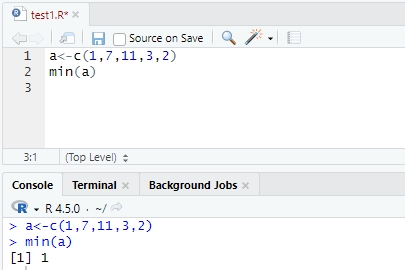 test1.R*
Source on Save
1 a<-c(1,7,11,3,2)
2 min(a)
3
3:1 (Top Level)
Console Terminal Background Jobs
R R 4.5.0 · ~/
> a<-c(1,7,11,3,2)
> min(a)
[1] 1